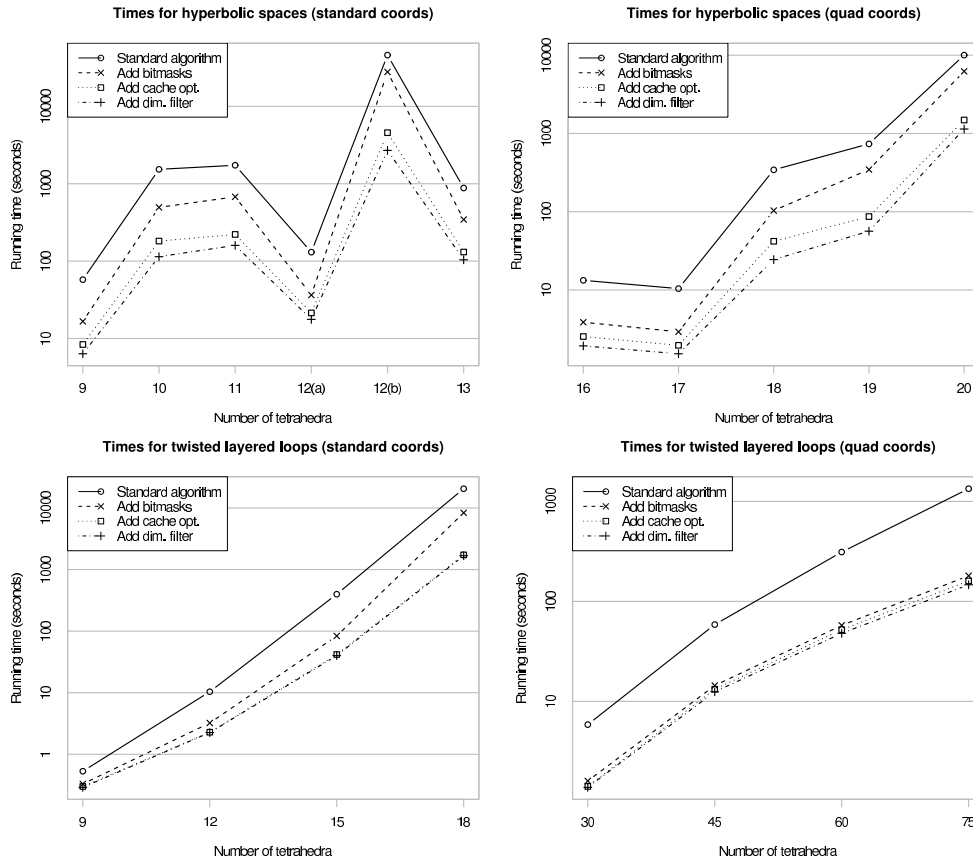 Times for hyperbolic spaces (standard coords)
Standard algorithm
Add bitmasks
Add cache opt.
Add dim. filter
Running time (seconds)
10000
1000
100
10
9
10
11
12(a)
12(b)
13
Number of tetrahedra
Times for hyperbolic spaces (quad coords)
Standard algorithm
Add bitmasks
Add cache opt.
Add dim. filter
Running time (seconds)
10000
1000
100
10
16
17
18
19
20
Number of tetrahedra
Times for twisted layered loops (standard coords)
Standard algorithm
Add bitmasks
Add cache opt.
Add dim. filter
Running time (seconds)
10000
1000
100
10
1
9
12
15
18
Number of tetrahedra
Times for twisted layered loops (quad coords)
Standard algorithm
Add bitmasks
Add cache opt.
Add dim. filter
Running time (seconds)
1000
100
10
30
45
60
75
Number of tetrahedra